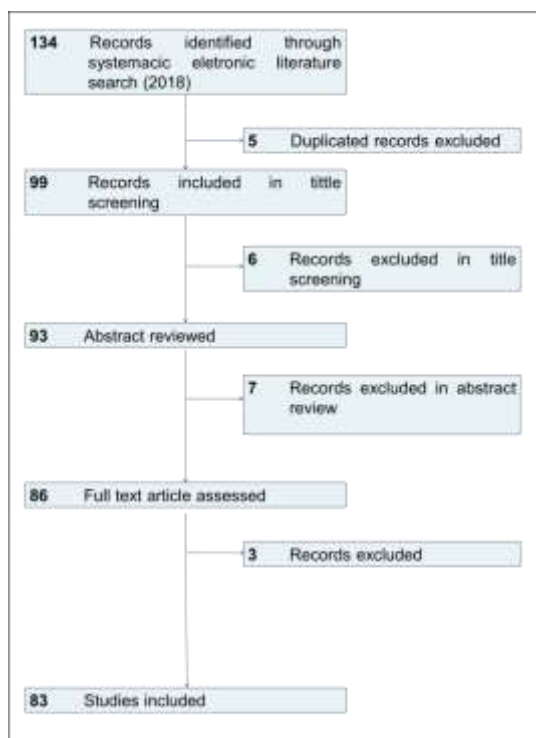 134 Records identified through
systemacic eletronic literature
search (2018)
5 Duplicated records excluded
99 Records included in tittle
screening
6 Records excluded in title
screening
93 Abstract reviewed
7 Records excluded in abstract
review
86 Full text article assessed
3 Records excluded
83 Studies included